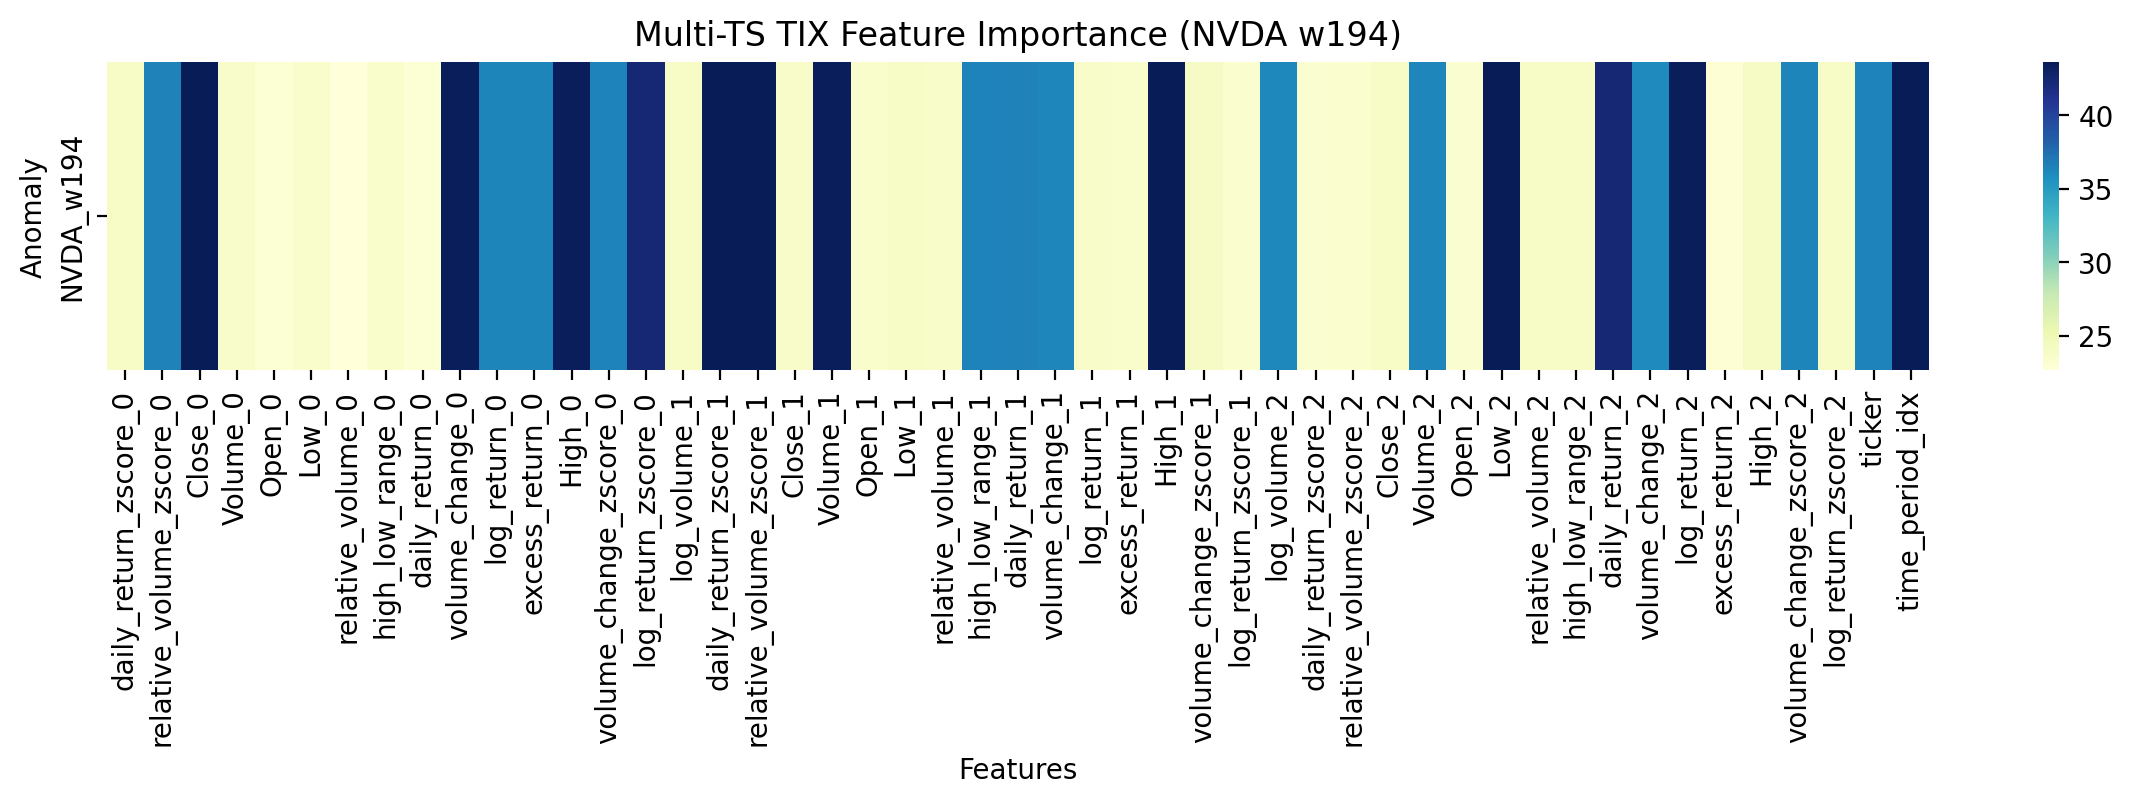 Multi-TS TIX Feature Importance (NVDA w194)
Anomaly
NVDA_w194
40
35
30
25
daily_return_zscore_0
relative_volume_zscore_0
Close_0
Volume_0
Open_0
Low_0
relative_volume_0
high_low_range_0
daily_return_0
volume_change_0
log_return_0
excess_return_0
High_0
volume_change_zscore_0
log_return_zscore_0
log_volume_1
daily_return_zscore_1
relative_volume_zscore_1
Close_1
Volume_1
Open_1
Low_1
relative_volume_1
high_low_range_1
daily_return_1
volume_change_1
log_return_1
excess_return_1
High_1
volume_change_zscore_1
log_return_zscore_1
log_volume_2
daily_return_zscore_2
relative_volume_zscore_2
Close_2
Volume_2
Open_2
Low_2
relative_volume_2
high_low_range_2
daily_return_2
volume_change_2
log_return_2
excess_return_2
High_2
volume_change_zscore_2
log_return_zscore_2
ticker
time_period_idx
Features